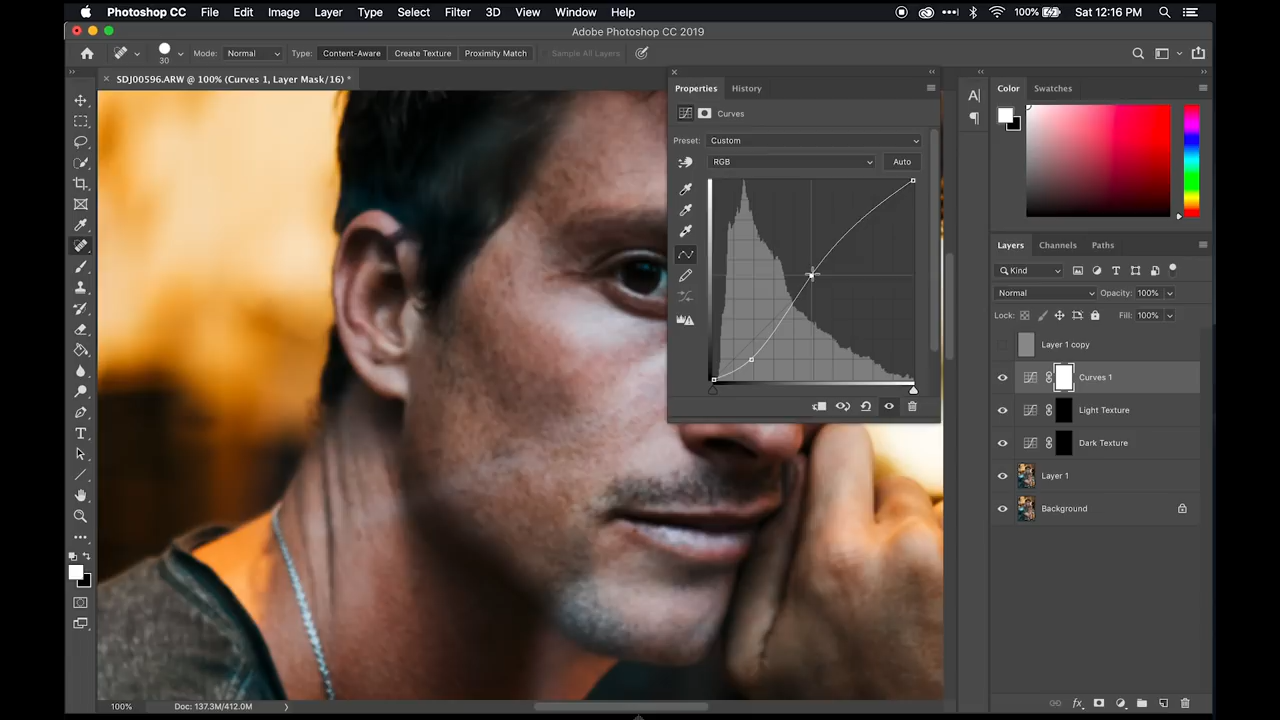 Photoshop CC File Edit Image Layer Type Select Filter 3D View Window Help 100% Sat 12:16 PM
Adobe Photoshop CC 2019
30 Mode: Normal Type: Content-Aware Create Texture Proximity Match Sample All Layers
SDJ00596.ARW @ 100% (Curves 1, Layer Mask/16) *
Properties History
Curves
Preset: Custom
RGB Auto
A
Color Swatches
Layers Channels Paths
Kind
Normal Opacity: 100%
Lock: Fill: 100%
Layer 1 copy
Curves 1
Light Texture
Dark Texture
Layer 1
Background
100% Doc: 137.3M/412.0M
fx